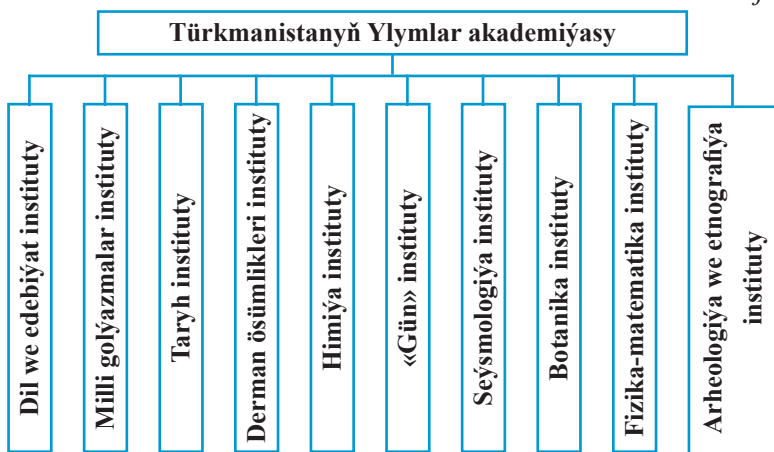 Türkmanistanyň Ylymlar akademiýasy
Dil we edebiýat instituty
Milli golýazmalar instituty
Taryh instituty
Derman ösümlikleri instituty
Himiýa instituty
«Gün» instituty
Seýsmologiýa instituty
Botanika instituty
Fizika-matematika instituty
Arheologiýa we etnografiýa
instituty